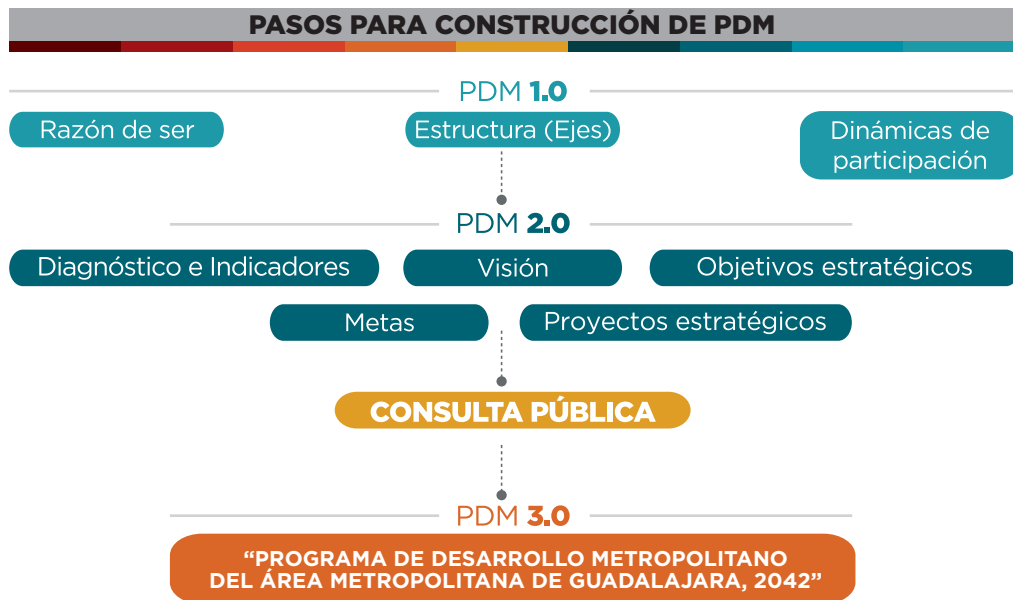 PASOS PARA CONSTRUCCIÓN DE PDM
PDM 1.0
Razón de ser
Estructura (Ejes)
Dinámicas de
participación
PDM 2.0
Diagnóstico e Indicadores
Visión
Objetivos estratégicos
Metas
Proyectos estratégicos
CONSULTA PÚBLICA
PDM 3.0
“PROGRAMA DE DESARROLLO METROPOLITANO
DEL ÁREA METROPOLITANA DE GUADALAJARA, 2042”